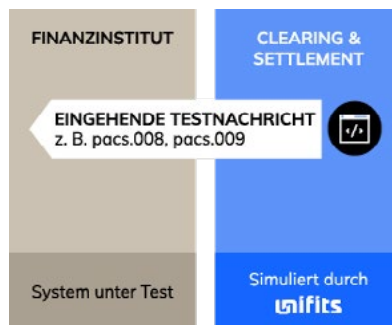 FINANZINSTITUT
CLEARING &
SETTLEMENT
EINGEHENDE TESTNACHRICHT
z. B. pacs.008, pacs.009
</>
System unter Test
Simuliert durch
unifits